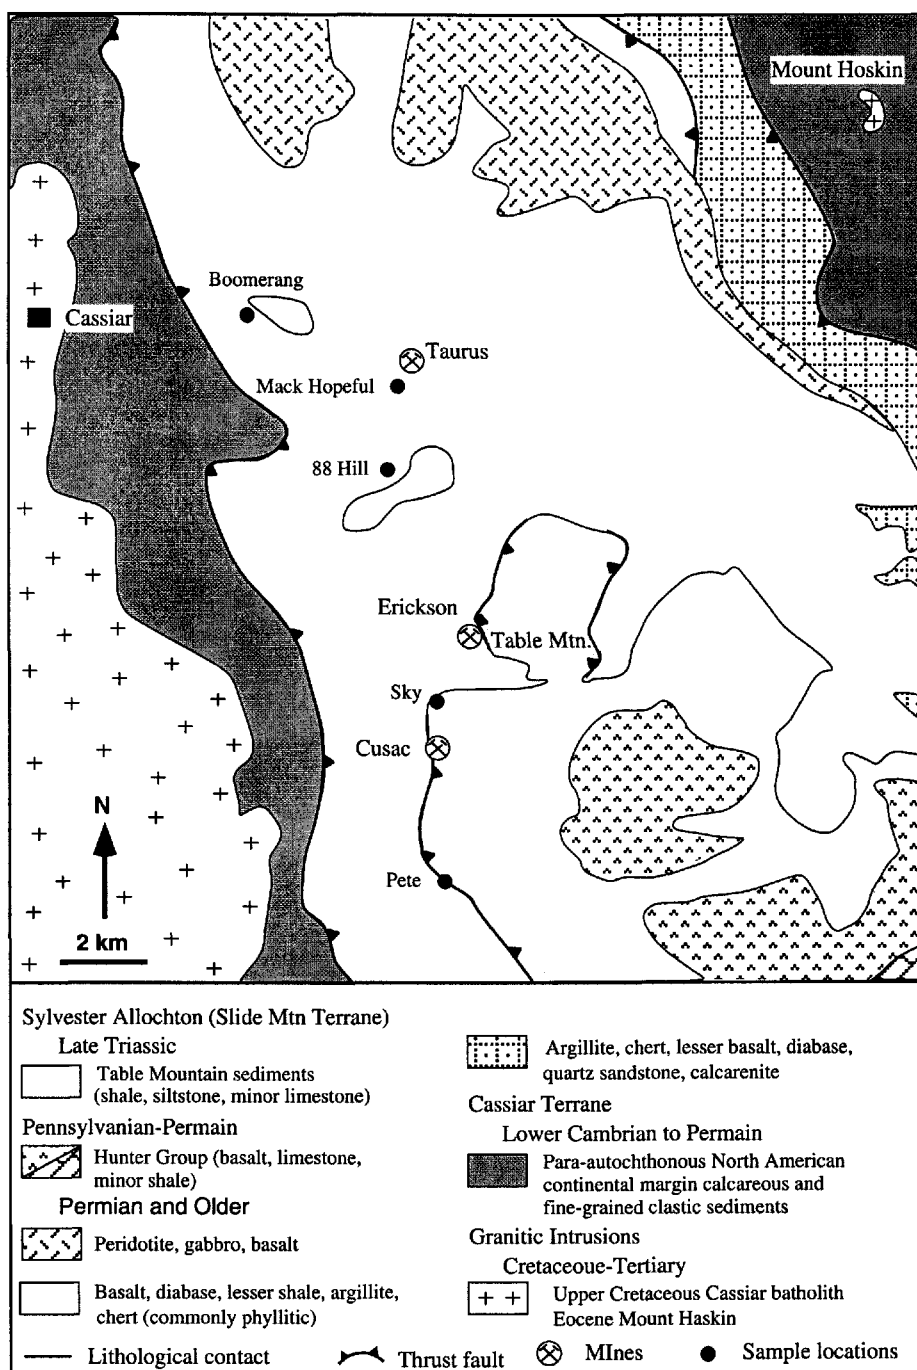 Mount Hoskin
Boomerang
Cassiar
Taurus
Mack Hopeful
88 Hill
Erickson
Table Mtn.
Sky
Cusac
N
Pete
2 km
Sylvester Allochton (Slide Mtn Terrane)
Late Triassic
Table Mountain sediments
(shale, siltstone, minor limestone)
Pennsylvanian-Permain
Hunter Group (basalt, limestone,
minor shale)
Permian and Older
Peridotite, gabbro, basalt
Basalt, diabase, lesser shale, argillite,
chert (commonly phyllitic)
Argillite, chert, lesser basalt, diabase,
quartz sandstone, calcarenite
Cassiar Terrane
Lower Cambrian to Permain
Para-autochthonous North American
continental margin calcareous and
fine-grained clastic sediments
Granitic Intrusions
Cretaceoue-Tertiary
Upper Cretaceous Cassiar batholith
Eocene Mount Haskin
Lithological contact
Thrust fault
MInes
Sample locations